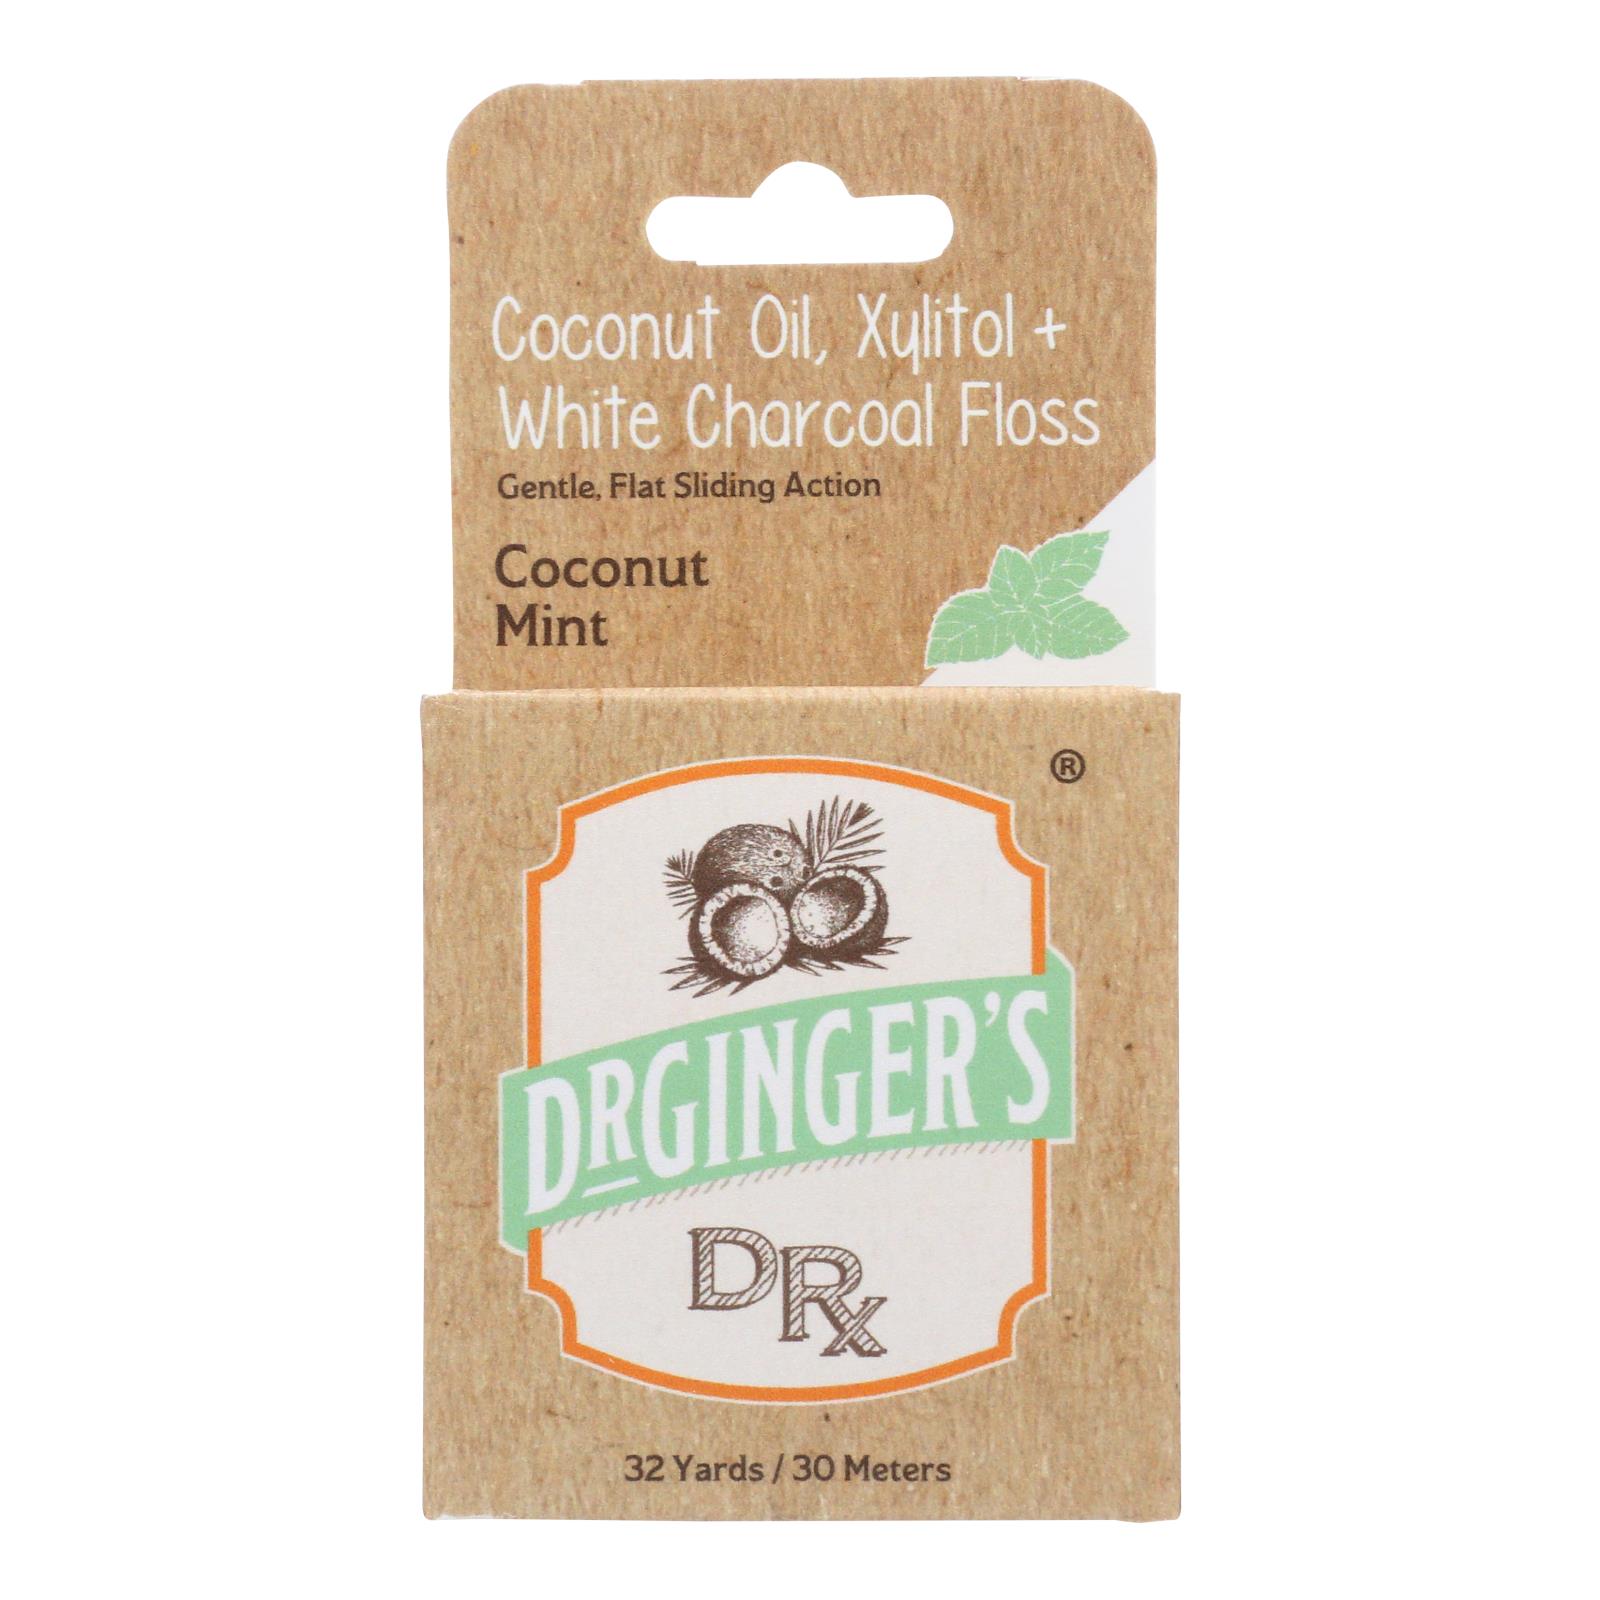 Coconut Oil, Xylitol +
White Charcoal Floss
Gentle, Flat Sliding Action
Coconut
Mint
®
DRGINGER'S
DRx
32 Yards / 30 Meters